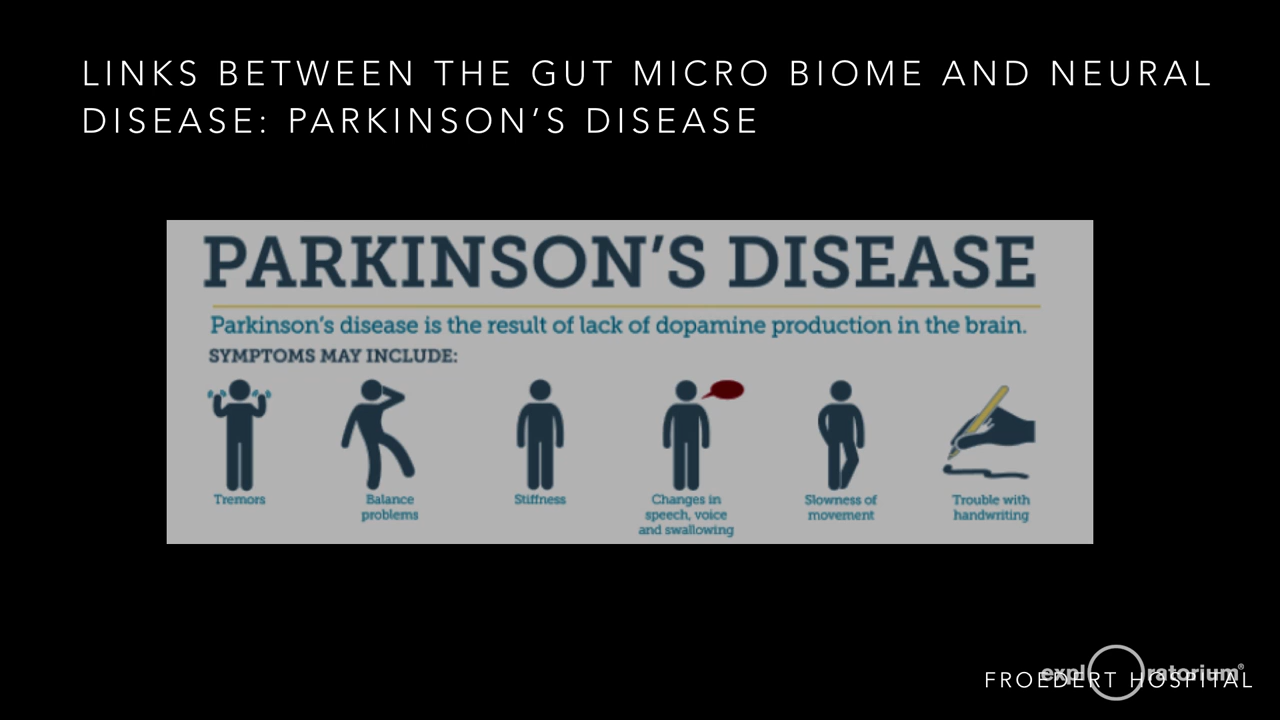 LINKS BETWEEN THE GUT MICRO BIOME AND NEURAL
DISEASE: PARKINSON’S DISEASE
PARKINSON’S DISEASE
Parkinson’s disease is the result of lack of dopamine production in the brain.
SYMPTOMS MAY INCLUDE:
Tremors
Balance
problems
Stiffness
Changes in
speech, voice
and swallowing
Slowness of
movement
Trouble with
handwriting
exploratorium®
FROEDERT HOSPITAL